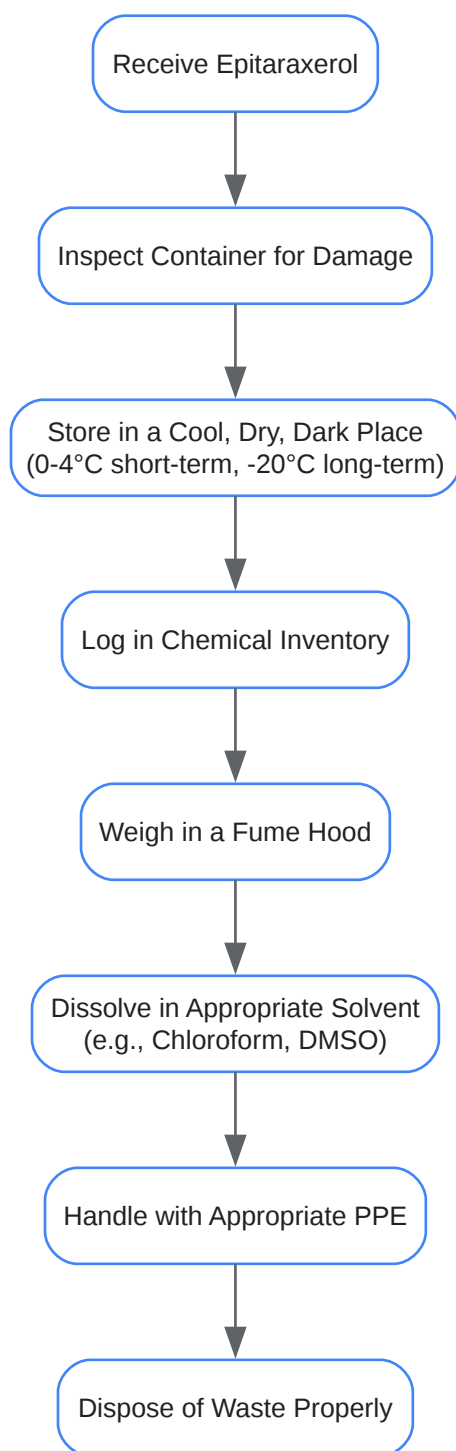 Receive Epitaraxerol
Inspect Container for Damage
Store in a Cool, Dry, Dark Place
(0-4°C short-term, -20°C long-term)
Log in Chemical Inventory
Weigh in a Fume Hood
Dissolve in Appropriate Solvent
(e.g., Chloroform, DMSO)
Handle with Appropriate PPE
Dispose of Waste Properly